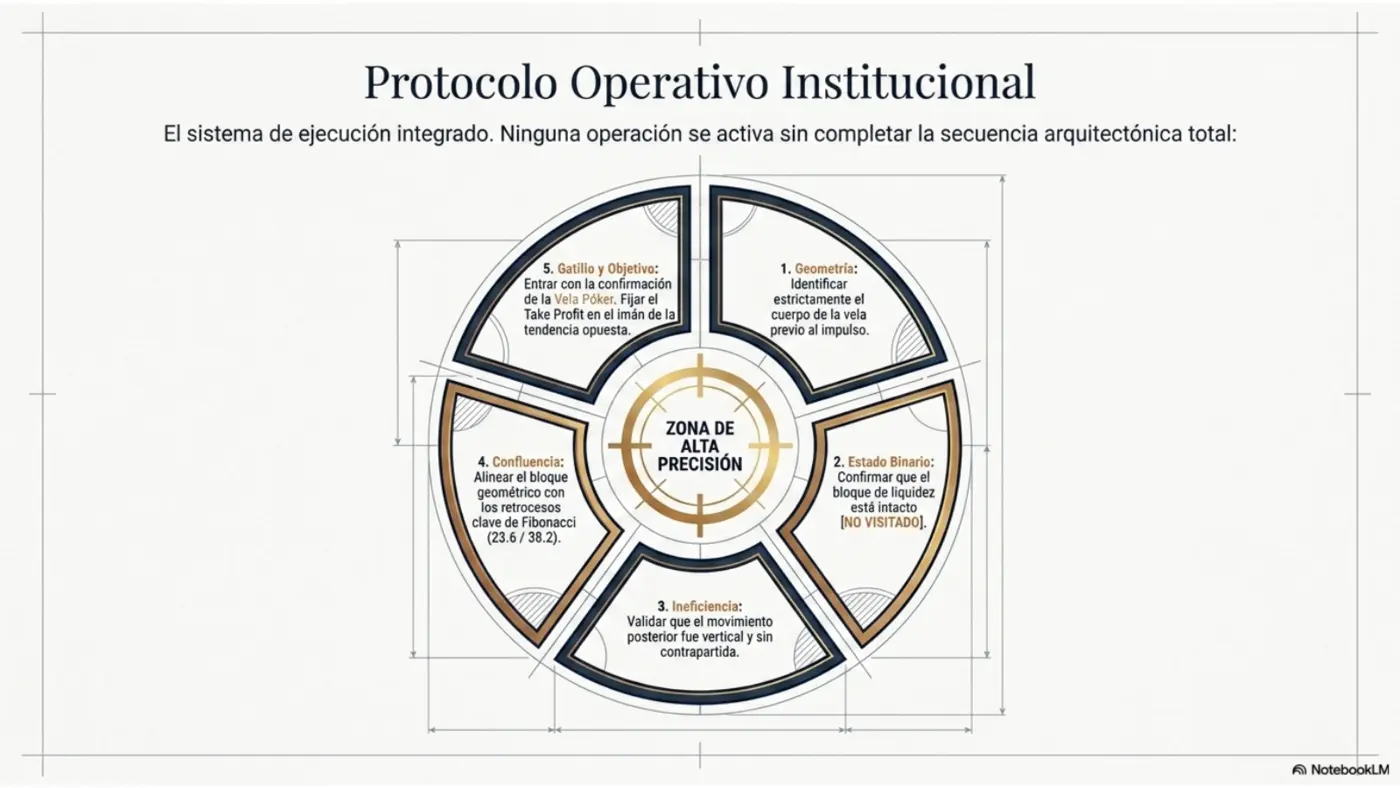 Protocolo Operativo Institucional
El sistema de ejecución integrado. Ninguna operación se activa sin completar la secuencia arquitectónica total:
1. Geometría:
Identificar
estrictamente el
cuerpo de la vela
previo al impulso.
2. Estado Binario:
Confirmar que el
bloque de liquidez
está intacto
[NO VISITADO].
3. Ineficiencia:
Validar que el movimiento
posterior fue vertical y sin
contrapartida.
4. Confluencia:
Alinear el bloque
geométrico con
los retrocesos
clave de Fibonacci
(23.6 / 38.2).
5. Gatillo y Objetivo:
Entrar con la confirmación
de la Vela Póker. Fijar el
Take Profit en el imán de la
tendencia opuesta.
ZONA DE
ALTA
PRECISIÓN
NotebookLM